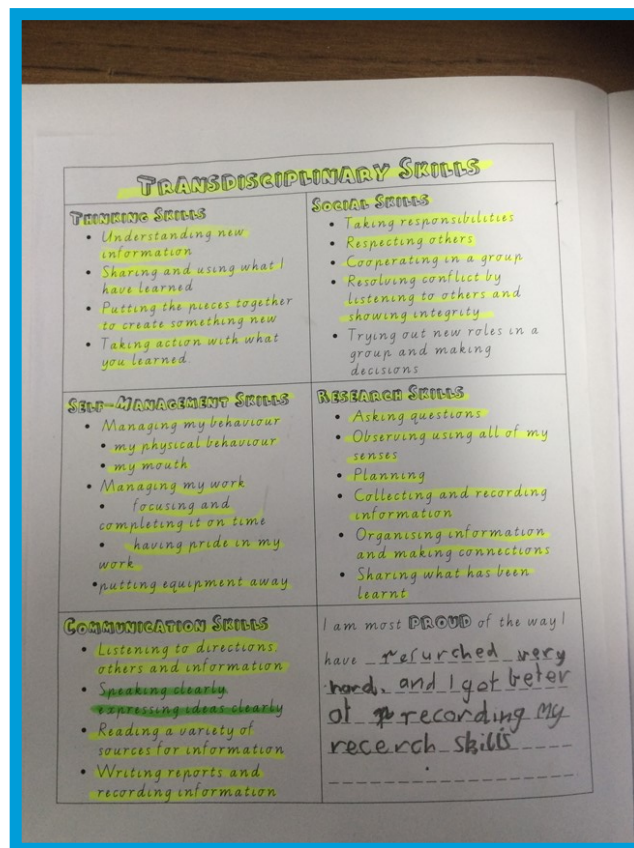 TRANSDISCIPLINARY SKILLS
THINKING SKILLS
• Understanding new
information
• Sharing and using what I
have learned
• Putting the pieces together
to create something new
• Taking action with what
you learned.
SOCIAL SKILLS
• Taking responsibilities
• Respecting others
• Cooperating in a group
• Resolving conflict by
listening to others and
showing integrity
• Trying out new roles in a
group and making
decisions
SELF-MANAGEMENT SKILLS
• Managing my behaviour
• my physical behaviour
• my mouth
• Managing my work
• focusing and
completing it on time
• having pride in my
work
•putting equipment away
RESEARCH SKILLS
• Asking questions
• Observing using all of my
senses
• Planning
• Collecting and recording
information
• Organising information
and making connections
• Sharing what has been
learnt
COMMUNICATION SKILLS
• Listening to directions,
others and information
• Speaking clearly
expressing ideas clearly
• Reading a variety of
sources for information
• Writing reports and
recording information
I am most PROUD of the way I
have resurched very
hard. and I got beter
at recording my
recerch skills